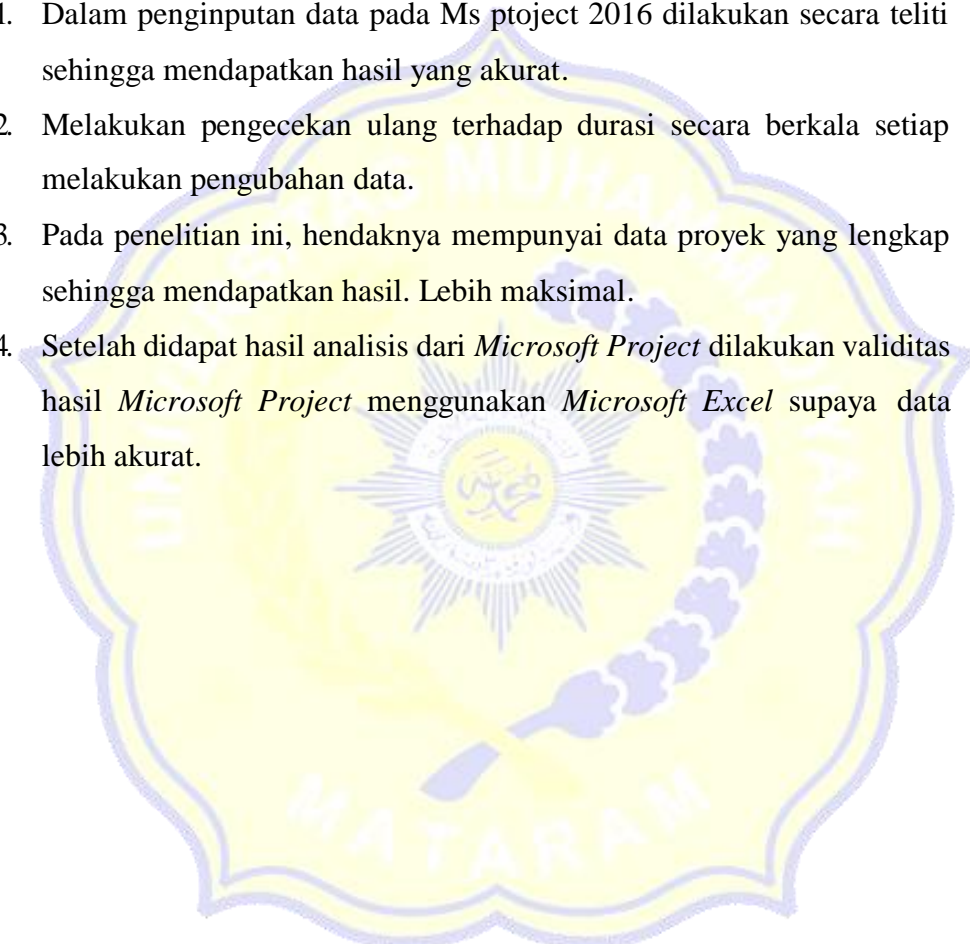 1. Dalam penginputan data pada Ms ptoject 2016 dilakukan secara teliti
sehingga mendapatkan hasil yang akurat.
2. Melakukan pengecekan ulang terhadap durasi secara berkala setiap
melakukan pengubahan data.
3. Pada penelitian ini, hendaknya mempunyai data proyek yang lengkap
sehingga mendapatkan hasil. Lebih maksimal.
4. Setelah didapat hasil analisis dari Microsoft Project dilakukan validitas
hasil Microsoft Project menggunakan Microsoft Excel supaya data
lebih akurat.
UNIVERSITAS MUHAMMADIYAH
MATARAM